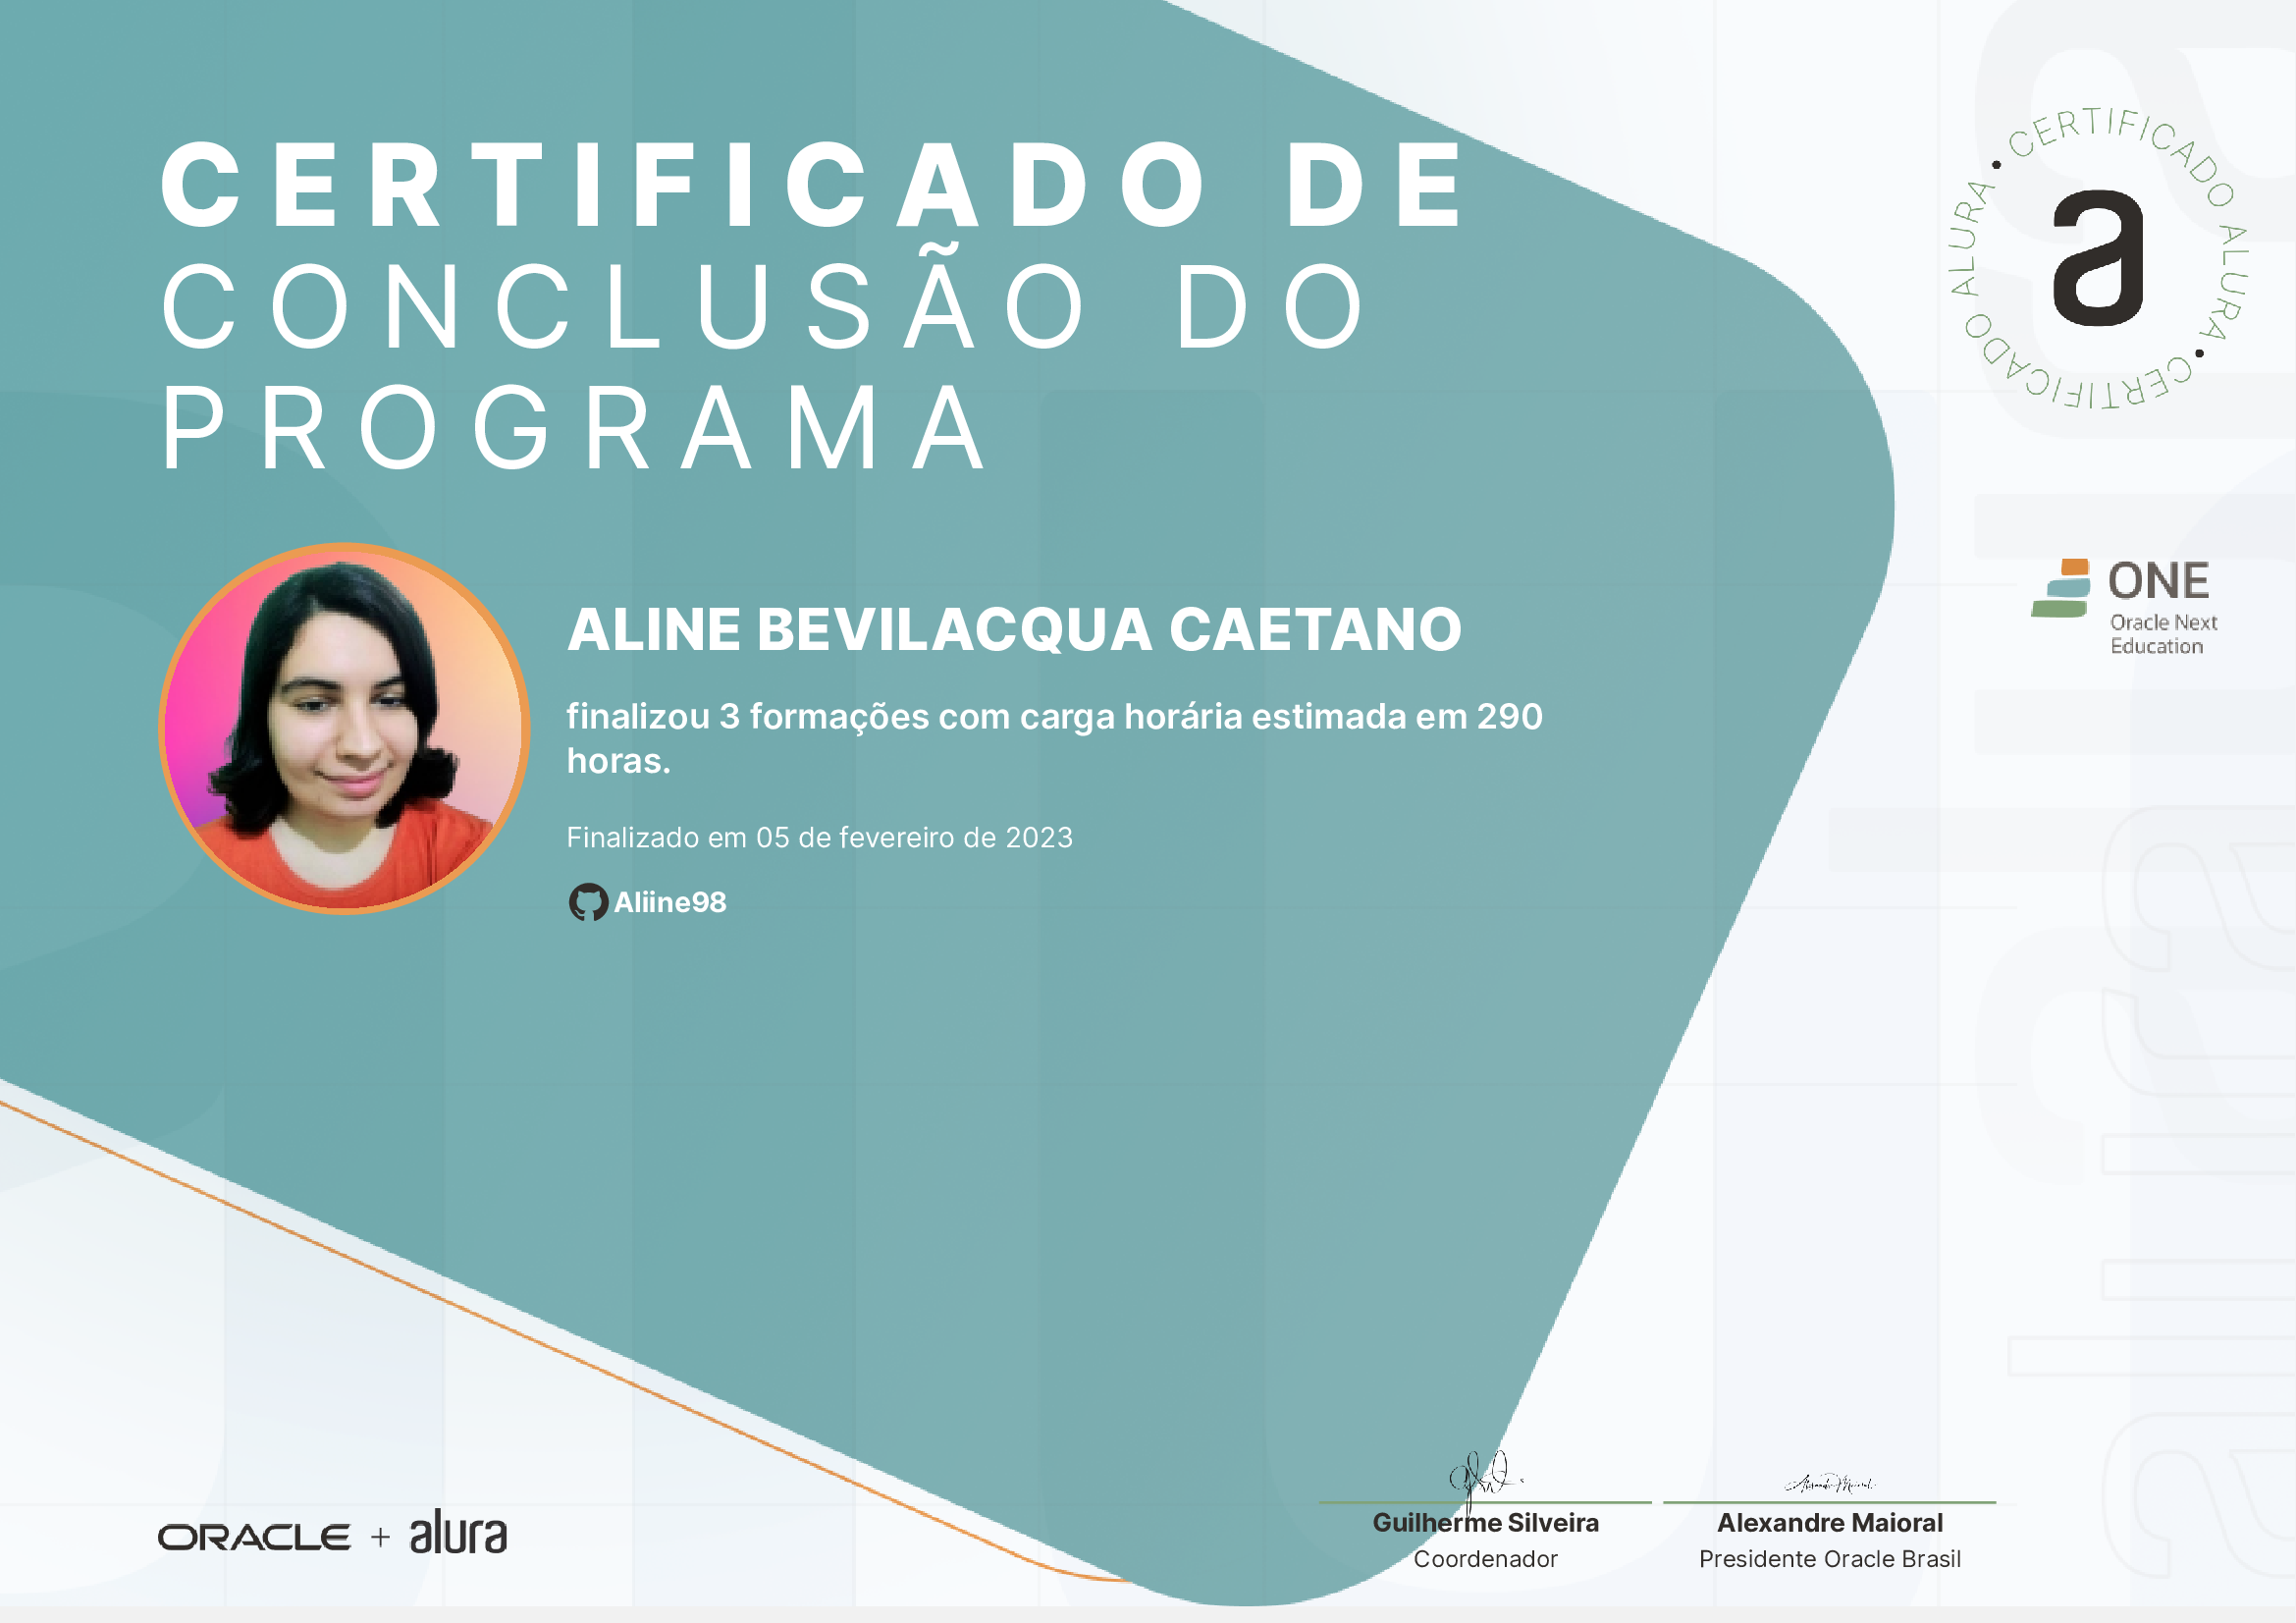 CERTIFICADO DE
CONCLUSÃO DO
PROGRAMA
• CERTIFICADO ALURA • CERTIFICADO ALURA
a
ONE
Oracle Next
Education
ALINE BEVILACQUA CAETANO
finalizou 3 formações com carga horária estimada em 290
horas.
Finalizado em 05 de fevereiro de 2023
Aliine98
alura
ORACLE + alura
Guilherme Silveira
Coordenador
Alexandre Maioral
Presidente Oracle Brasil